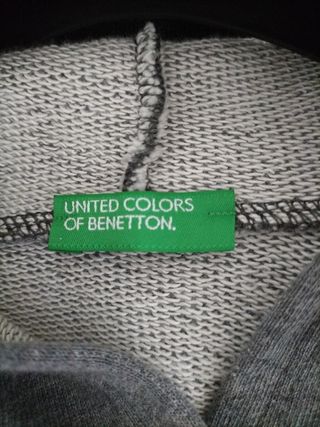 UNITED COLORS
OF BENETTON.